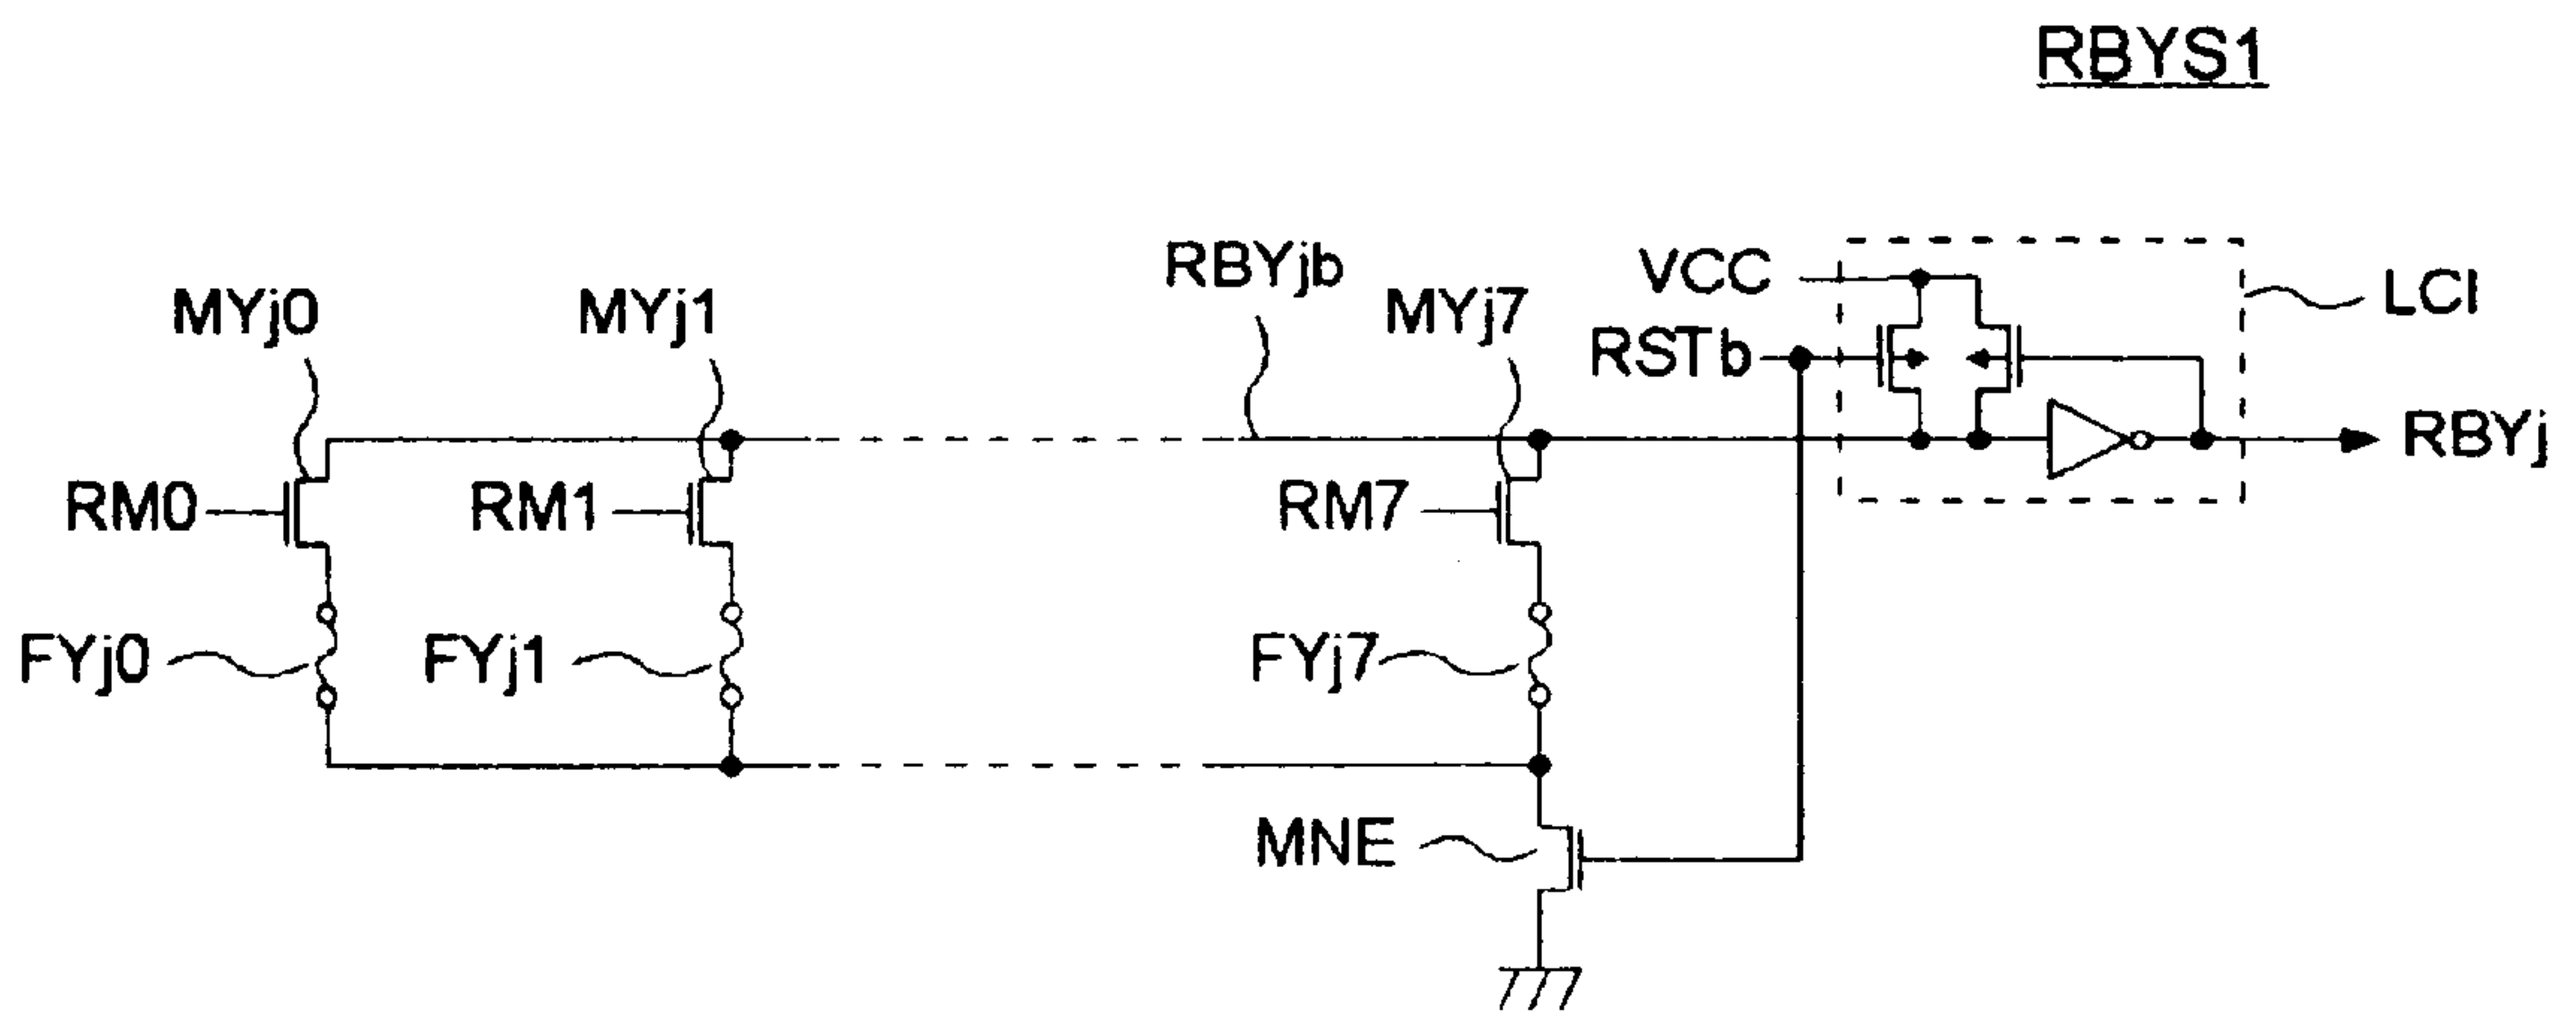 RBYS1
RBYjb
VCC
LCI
MYj0
MYj1
MYj7
RSTb
RBYj
RM0
RM1
RM7
FYj0
FYj1
FYj7
MNE